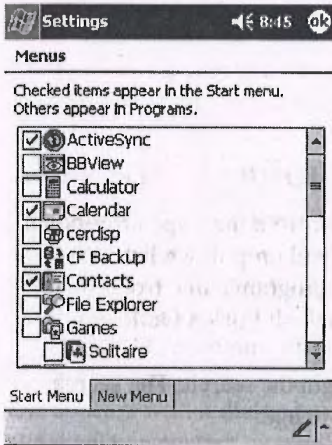 Settings 8:45 ok
Menus
Checked items appear in the Start menu.
Others appear in Programs.
ActiveSync
BBView
Calculator
Calendar
cerdisp
CF Backup
Contacts
File Explorer
Games
Solitaire
Start Menu New Menu